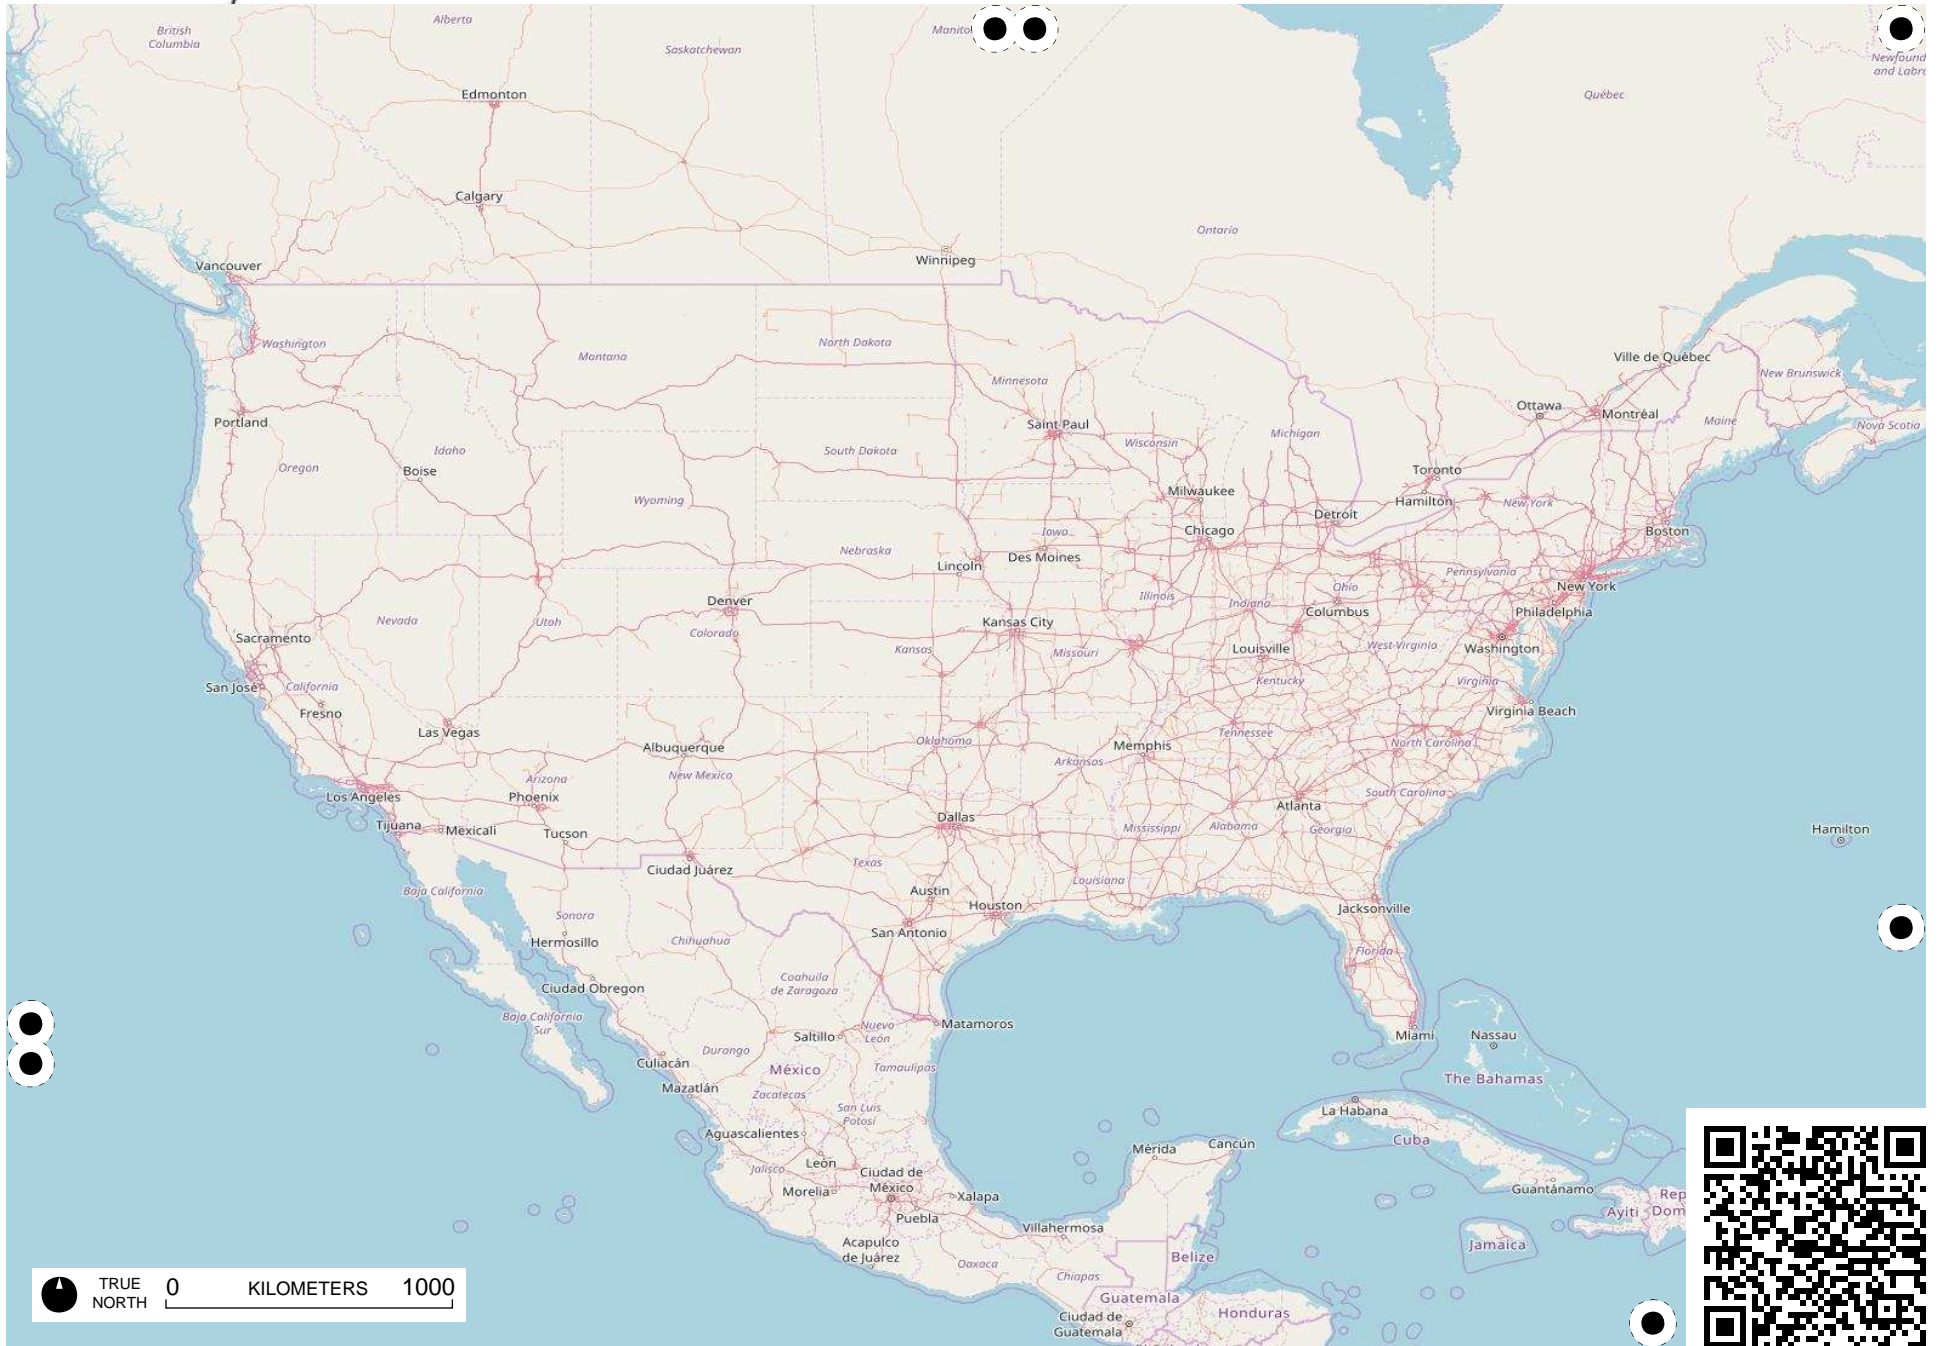 British
Columbia
Alberta
Saskatchewan
Newfound
and Labr
Québec
Edmonton
Calgary
Ontario
Vancouver
Winnipeg
Washington
Montana
North Dakota
Minnesota
Ville de Québec
New Brunswick
Portland
Ottawa
Montréal
Maine
Nova Scotia
Saint Paul
Wisconsin
Michigan
Idaho
South Dakota
Oregon
Boise
Toronto
Wyoming
Milwaukee
Hamilton
New York
Detroit
Iowa
Chicago
Boston
Nebraska
Des Moines
Lincoln
Pennsylvania
New York
Ohio
Illinois
Indiana
Columbus
Philadelphia
Denver
Nevada
Utah
Kansas City
Colorado
Sacramento
Kansas
Missouri
Louisville
West Virginia
Washington
San José
California
Kentucky
Virginia
Fresno
Virginia Beach
Las Vegas
Albuquerque
Oklahoma
Memphis
Tennessee
North Carolina
Arkansas
New Mexico
Arizona
Los Angeles
Phoenix
Atlanta
South Carolina
Dallas
Tijuana
Mexicali
Tucson
Mississippi
Alabama
Georgia
Hamilton
Ciudad Juárez
Texas
Louisiana
Baja California
Austin
Houston
Jacksonville
Sonora
San Antonio
Hermosillo
Chihuahua
Florida
Coahuila
de Zaragoza
Ciudad Obregon
Baja California
Sur
Saltillo
Nuevo
León
Matamoros
Miami
Nassau
Durango
Culiacán
México
Tamaulipas
The Bahamas
Mazatlán
Zacatecas
San Luis
Potosí
La Habana
Cuba
Aguascalientes
Mérida
Cancún
León
Jalisco
Ciudad de
México
Morelia
Xalapa
Guantánamo
Puebla
Villahermosa
Rep
Ayiti
Dom
Acapulco
de Juárez
Oaxaca
Chiapas
Belize
Jamaica
Guatemala
Honduras
Ciudad de
Guatemala
TRUE
NORTH
0 KILOMETERS 1000